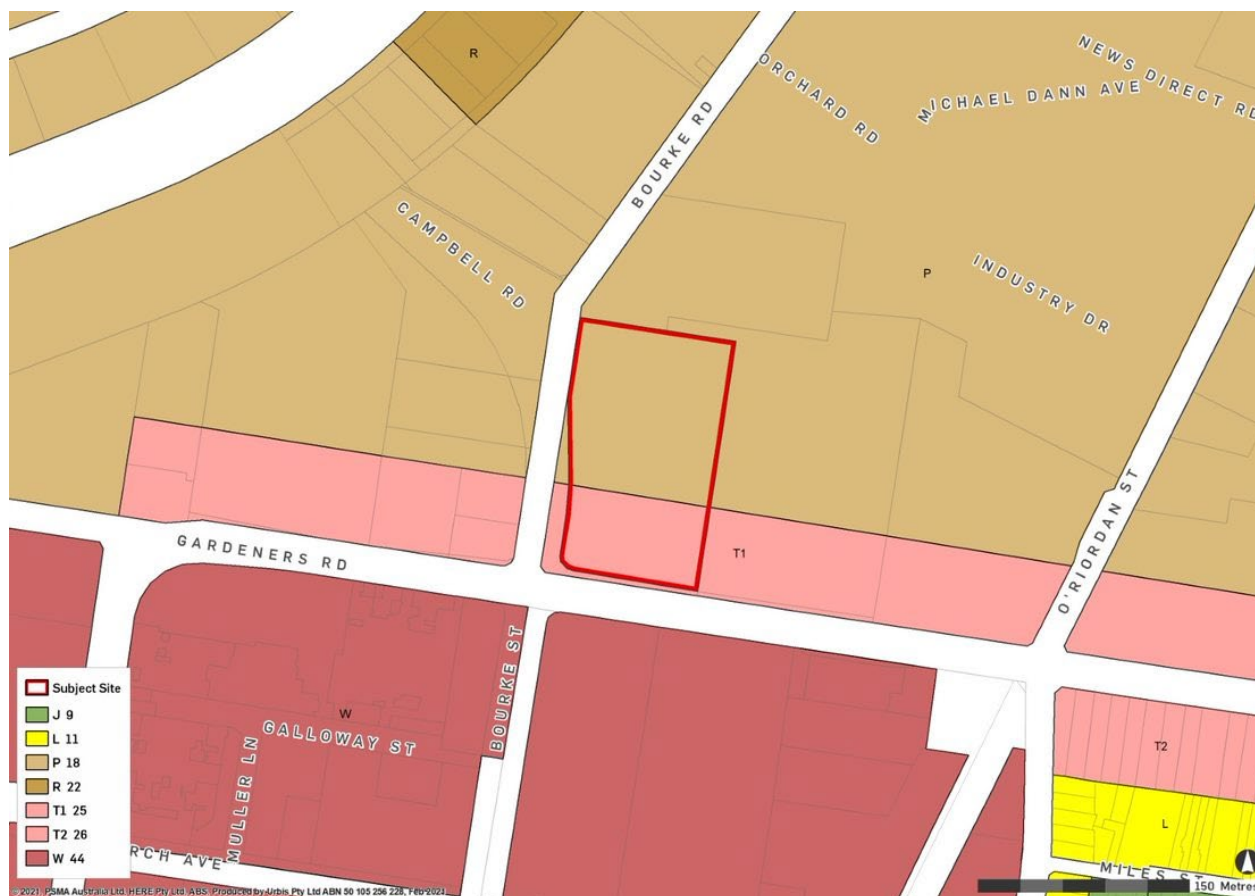 R
ORCHARD RD
NEWS DIRECT RD
MICHAEL DANN AVE
BOURKE RD
CAMPBELL RD
P
INDUSTRY DR
O'RIORDAN ST
T1
GARDENERS RD
BOURKE ST
W
GALLOWAY ST
MULLER LN
RCH AVE
T2
L
MILES ST
Subject Site
J 9
L 11
P 18
R 22
T1 25
T2 26
W 44
150 Metres
© 2021. PSMA Australia Ltd, HERE Pty Ltd. ABS. Produced by Urbis Pty Ltd ABN 50 105 256 228, Feb 2021